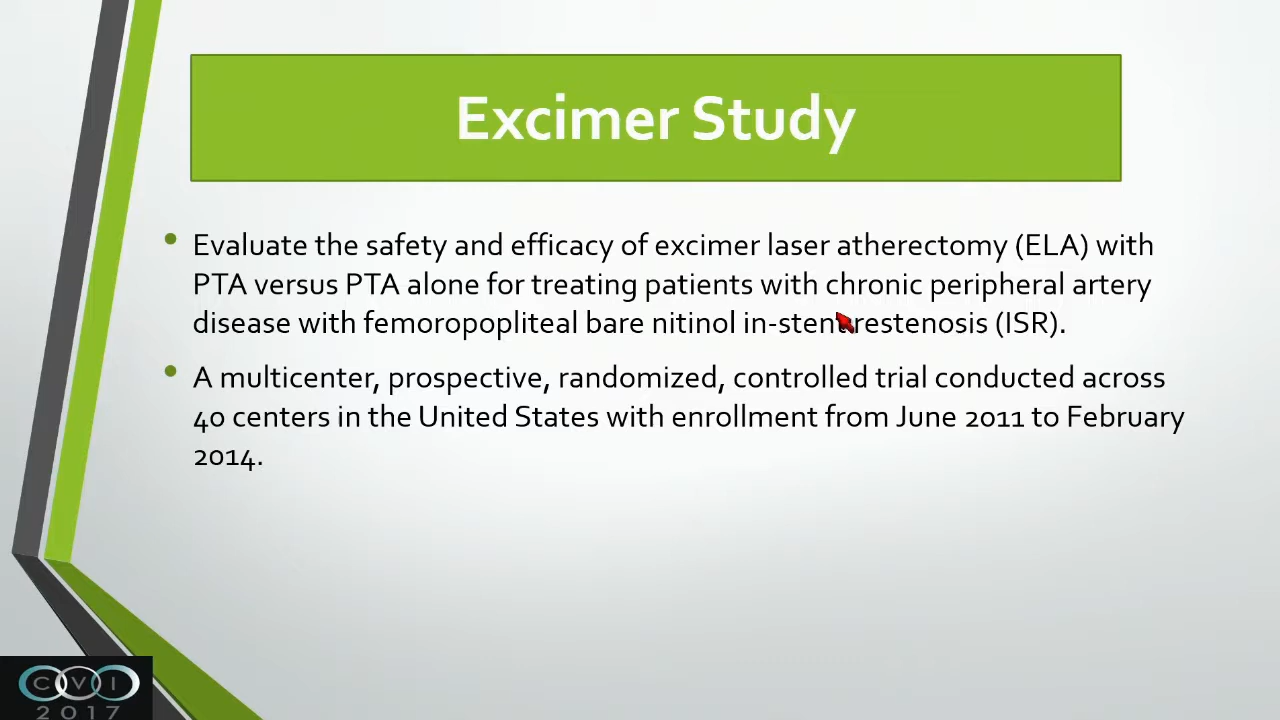 Excimer Study
• Evaluate the safety and efficacy of excimer laser atherectomy (ELA) with
PTA versus PTA alone for treating patients with chronic peripheral artery
disease with femoropopliteal bare nitinol in-stent restenosis (ISR).
• A multicenter, prospective, randomized, controlled trial conducted across
40 centers in the United States with enrollment from June 2011 to February
2014.
CVI
2017